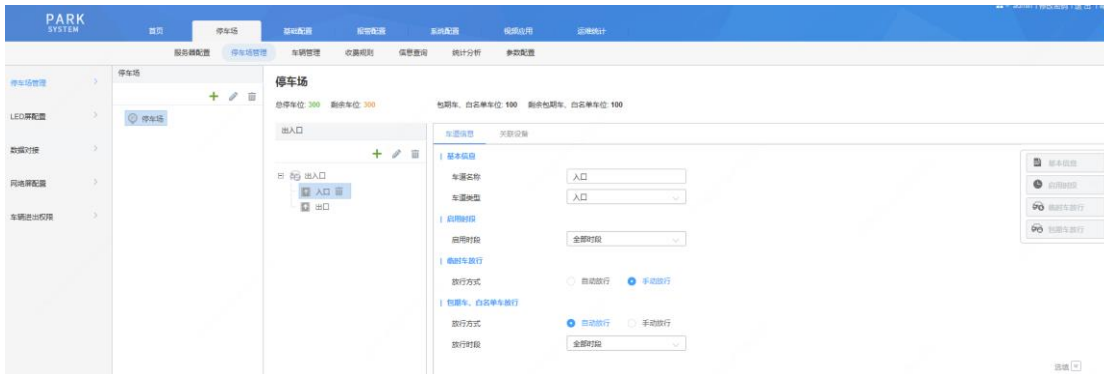 PARK
SYSTEM
首页 停车场 基础配置 报警配置 系统配置 视频应用 运维统计
服务器配置 停车场管理 车辆管理 收费规则 信息查询 统计分析 参数配置
停车场管理
LED屏配置
数据对接
网络屏配置
车辆进出权限
停车场
停车场
停车场
总停车位: 300 剩余车位: 300 包期车、白名单车位: 100 剩余包期车、白名单车位: 100
出入口
出入口
入口
出口
车道信息 关联设备
基本信息
车道名称 入口
车道类型 入口
启用时段
启用时段 全部时段
临时车放行
放行方式 自动放行 手动放行
包期车、白名单车放行
放行方式 自动放行 手动放行
放行时段 全部时段
选填
基本信息
启用时段
临时车放行
包期车放行